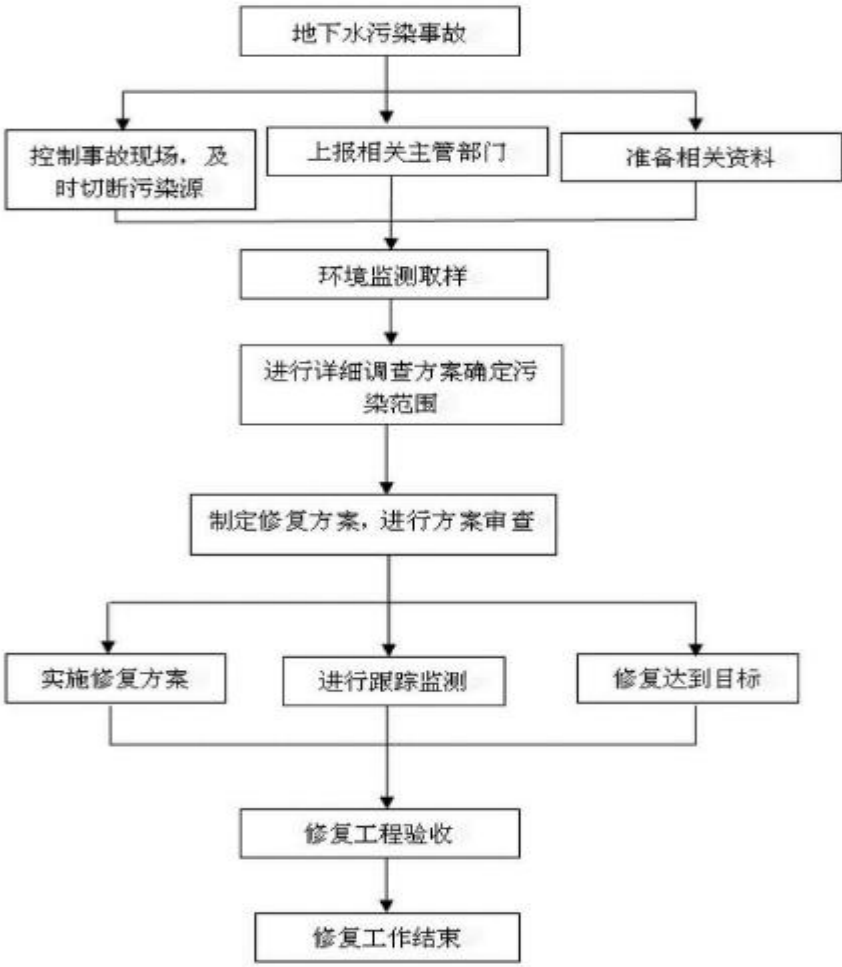 地下水污染事故
控制事故现场，及
时切断污染源
上报相关主管部门
准备相关资料
环境监测取样
进行详细调查方案确定污
染范围
制定修复方案，进行方案审查
实施修复方案
进行跟踪监测
修复达到目标
修复工程验收
修复工作结束